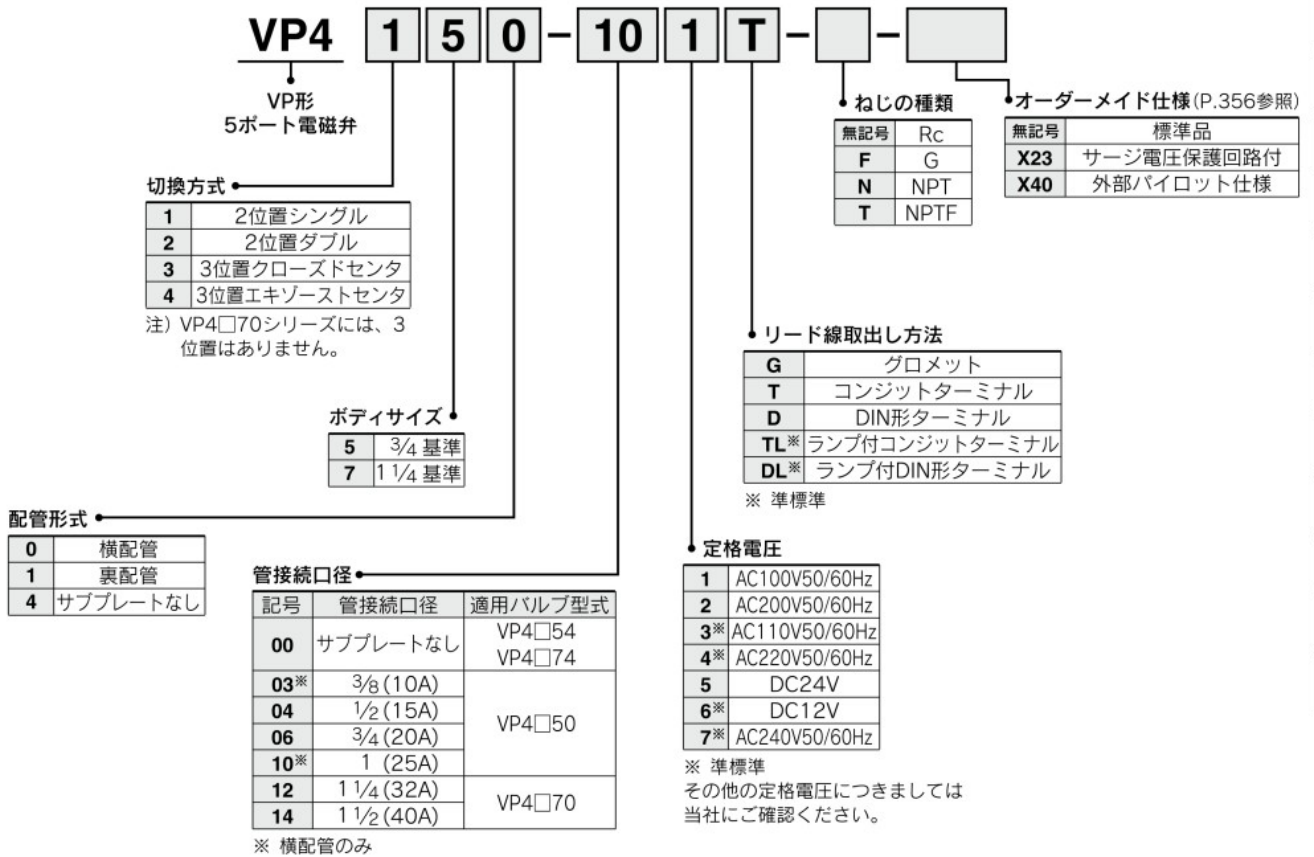 VP4 1 5 0 - 10 1 T - -
VP形
5ポート電磁弁
切換方式
1 2位置シングル
2 2位置ダブル
3 3位置クローズドセンタ
4 3位置エキゾーストセンタ
注) VP4□70シリーズには、3
位置はありません。
ボディサイズ
5 3/4 基準
7 1 1/4 基準
配管形式
0 横配管
1 裏配管
4 サブプレートなし
管接続口径
記号 管接続口径 適用バルブ型式
00 サブプレートなし VP4□54
VP4□74
03※ 3/8 (10A)
04 1/2 (15A)
06 3/4 (20A)
10※ 1 (25A)
VP4□50
12 1 1/4 (32A)
14 1 1/2 (40A)
VP4□70
※ 横配管のみ
定格電圧
1 AC100V50/60Hz
2 AC200V50/60Hz
3※ AC110V50/60Hz
4※ AC220V50/60Hz
5 DC24V
6※ DC12V
7※ AC240V50/60Hz
※ 準標準
その他の定格電圧につきましては
当社にご確認ください。
リード線取出し方法
G グロメット
T コンジットターミナル
D DIN形ターミナル
TL※ ランプ付コンジットターミナル
DL※ ランプ付DIN形ターミナル
※ 準標準
ねじの種類
無記号 Rc
F G
N NPT
T NPTF
オーダーメイド仕様(P.356参照)
無記号 標準品
X23 サージ電圧保護回路付
X40 外部パイロット仕様